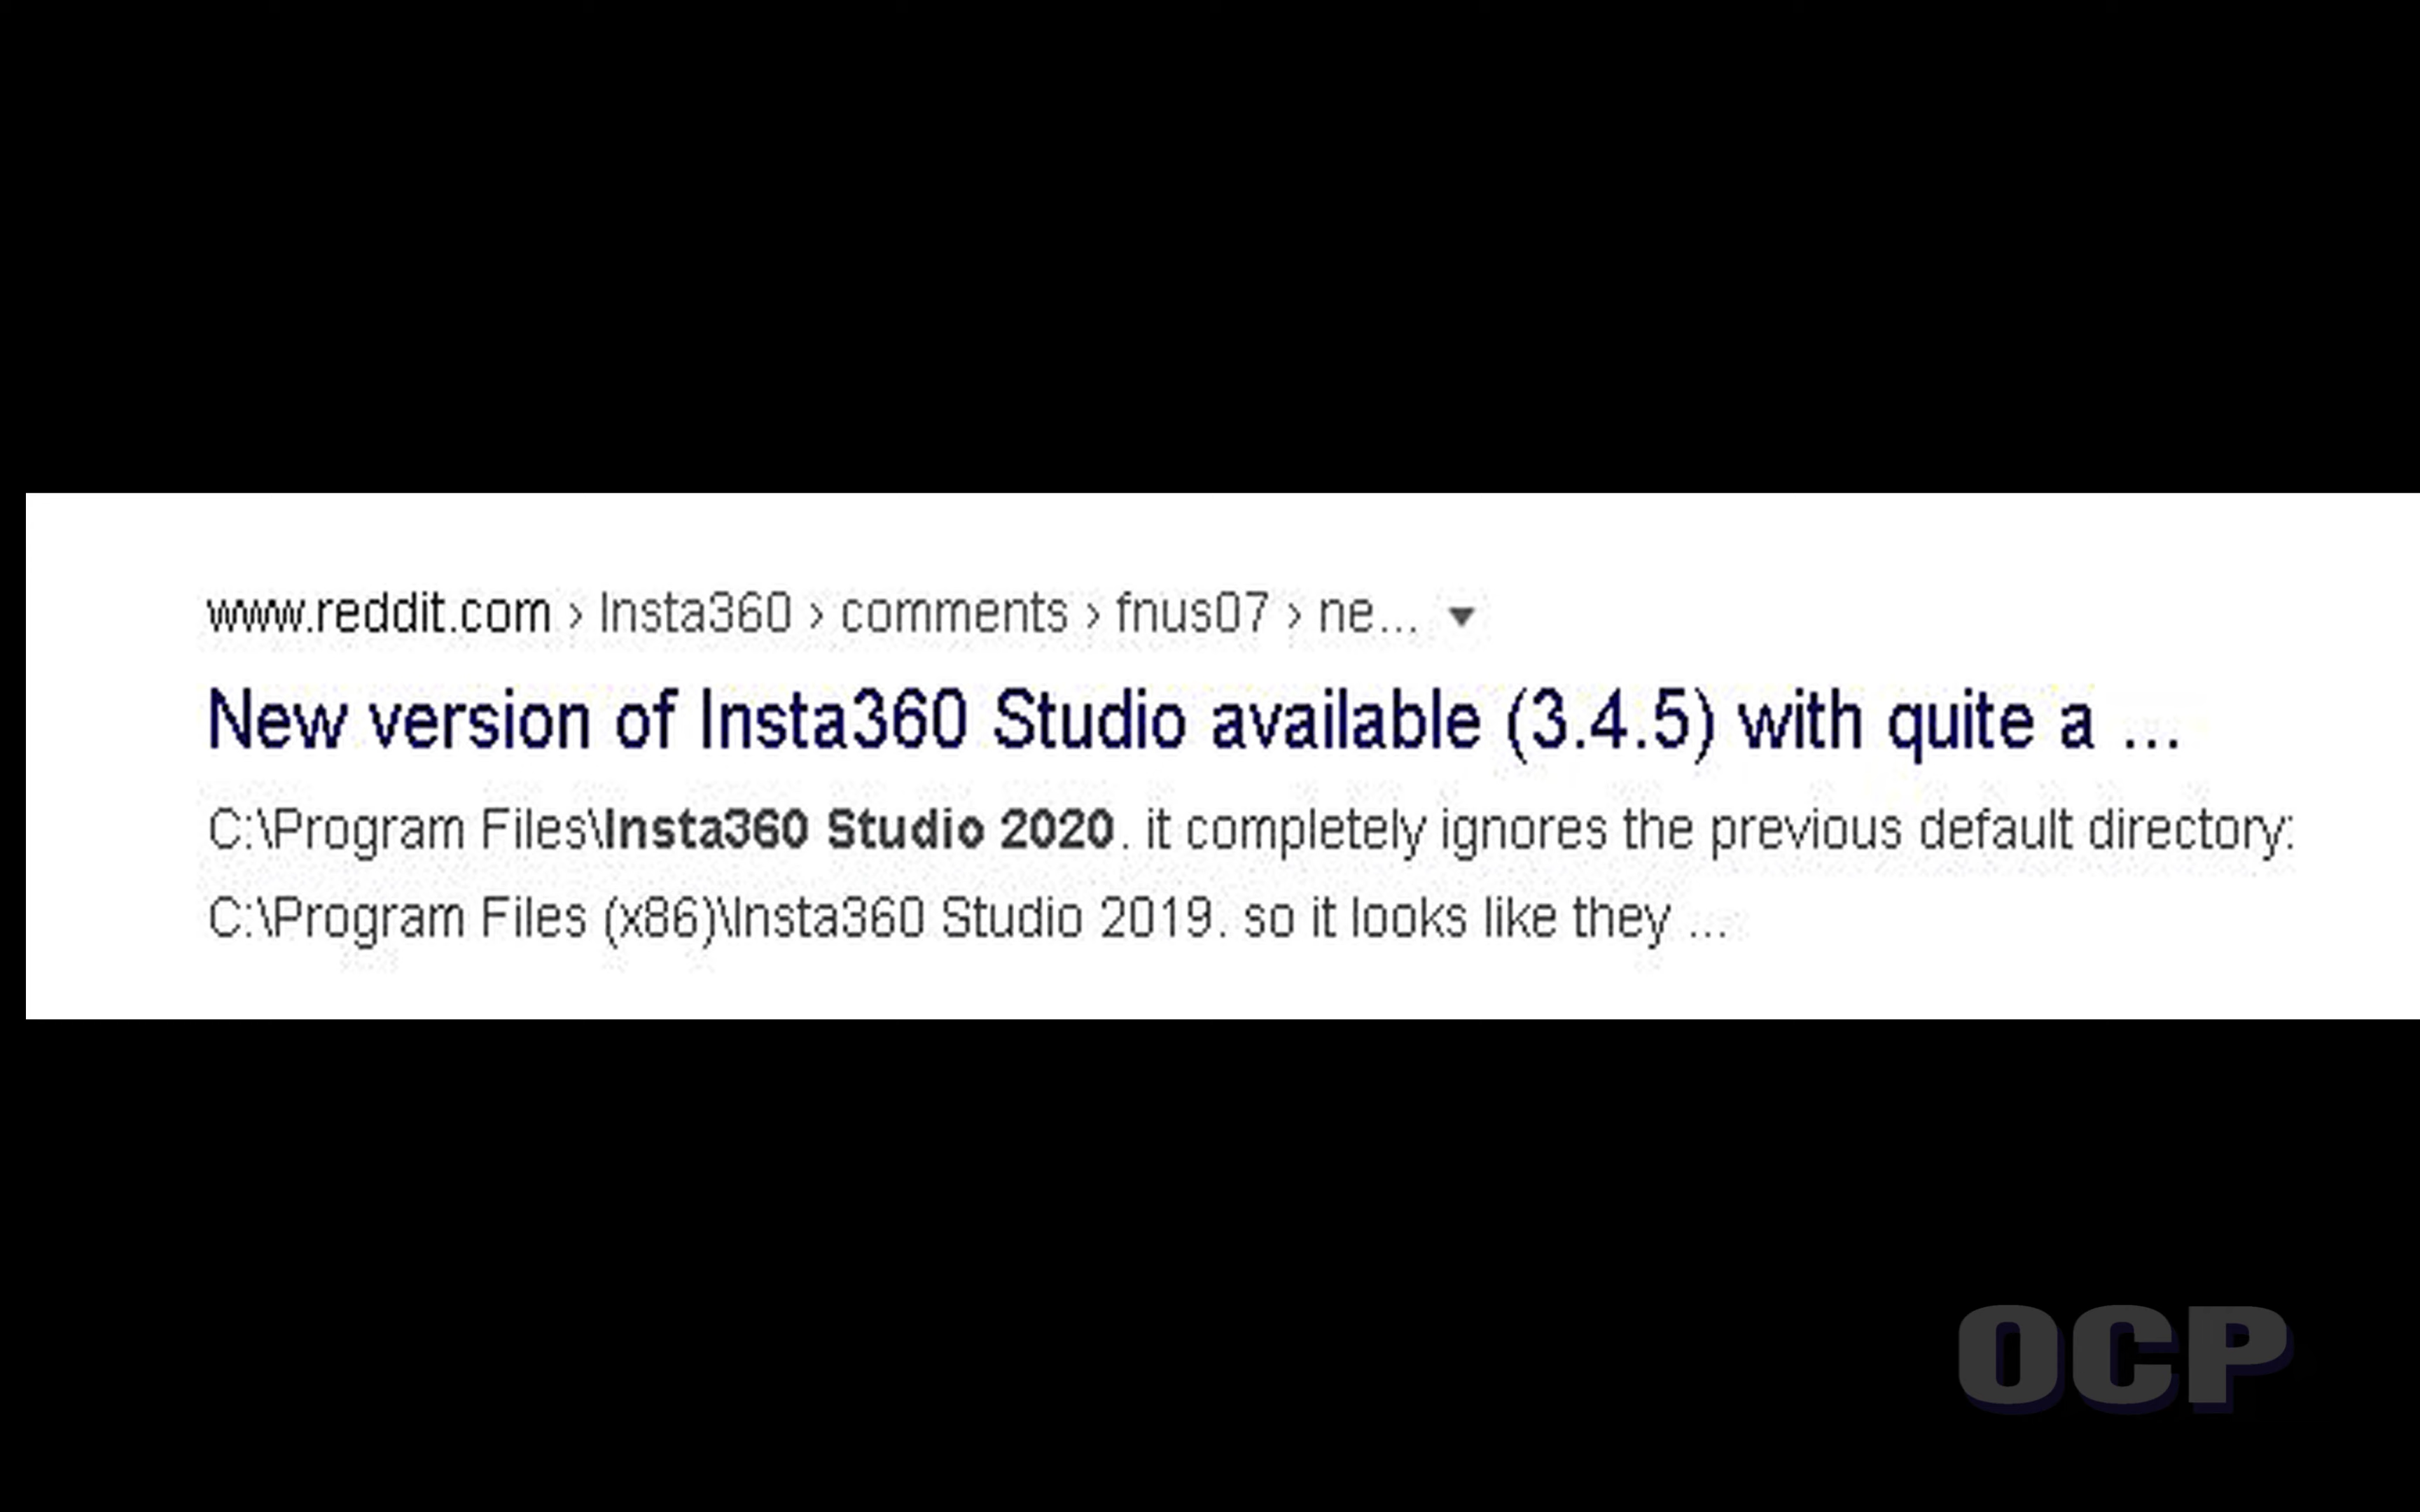 www.reddit.com › Insta360 › comments › fnus07 › ne... ▼
New version of Insta360 Studio available (3.4.5) with quite a ...
C:\Program Files\Insta360 Studio 2020. it completely ignores the previous default directory:
C:\Program Files (x86)\Insta360 Studio 2019. so it looks like they ...
OCP